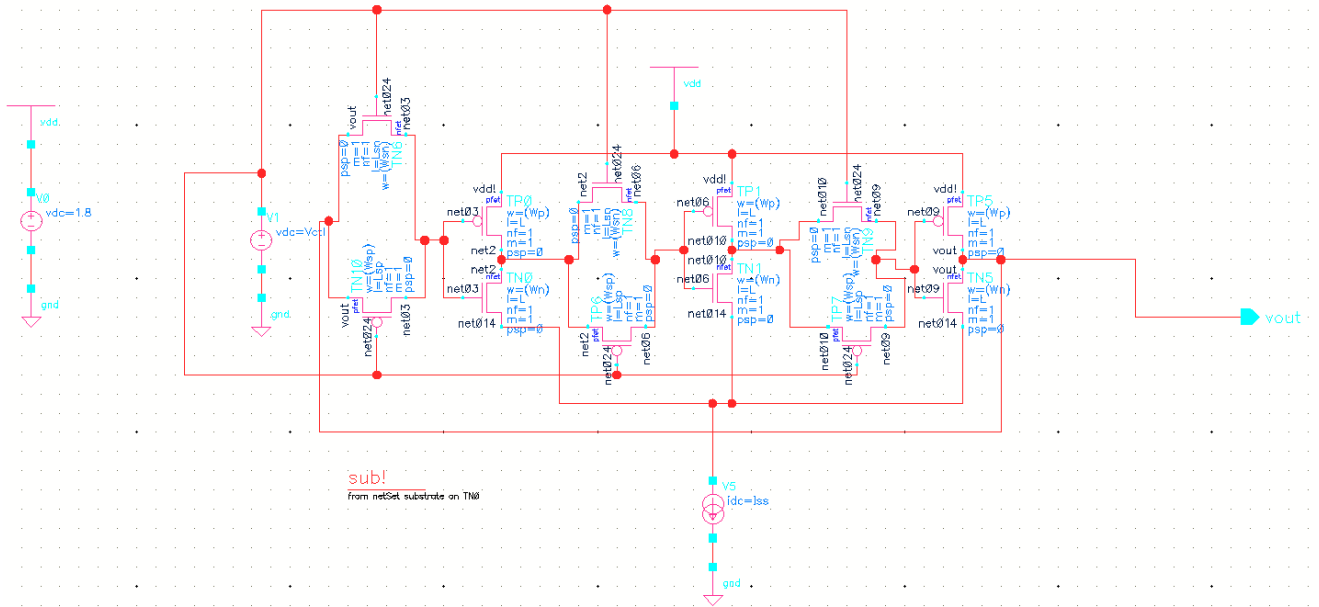 vdd
V0
vdc=1.8
gnd
V1
vdc=Vctl
gnd
vout
net024
net03
nfet
TN6
psp=0
m=1
nf=1
l=Lsn
w=(Wsn)
TN10
w=(Wsp)
l=Lsp
nf=1
m=1
psp=0
pfet
vout
net024
net03
vdd!
pfet
TP0
w=(Wp)
l=L
nf=1
m=1
psp=0
net03
net2
net2
nfet
TN0
w=(Wn)
l=L
nf=1
m=1
psp=0
net03
net014
net2
net024
net06
nfet
TN8
psp=0
m=1
nf=1
l=Lsn
w=(Wsn)
TP6
w=(Wsp)
l=Lsp
nf=1
m=1
psp=0
pfet
net2
net024
net06
vdd
vdd!
pfet
TP1
w=(Wp)
l=L
nf=1
m=1
psp=0
net06
net010
net010
nfet
TN1
w=(Wn)
l=L
nf=1
m=1
psp=0
net06
net014
net010
net024
net09
nfet
TN9
psp=0
m=1
nf=1
l=Lsn
w=(Wsn)
TP7
w=(Wsp)
l=Lsp
nf=1
m=1
psp=0
pfet
net010
net024
net09
vdd!
pfet
TP5
w=(Wp)
l=L
nf=1
m=1
psp=0
net09
vout
vout
nfet
TN5
w=(Wn)
l=L
nf=1
m=1
psp=0
net09
net014
vout
sub!
from netSet substrate on TN0
V5
idc=Iss
gnd